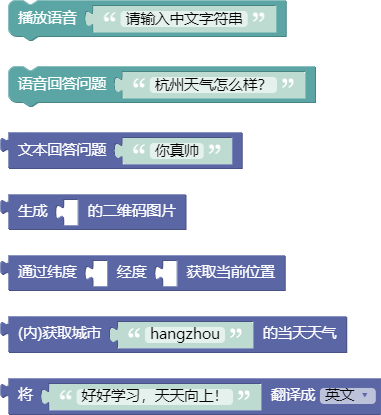 播放语音 “ 请输入中文字符串 ”
语音回答问题 “ 杭州天气怎么样? ”
文本回答问题 “ 你真帅 ”
生成 的二维码图片
通过纬度 经度 获取当前位置
(内)获取城市 “ hangzhou ” 的当天天气
将 “ 好好学习，天天向上! ” 翻译成 英文